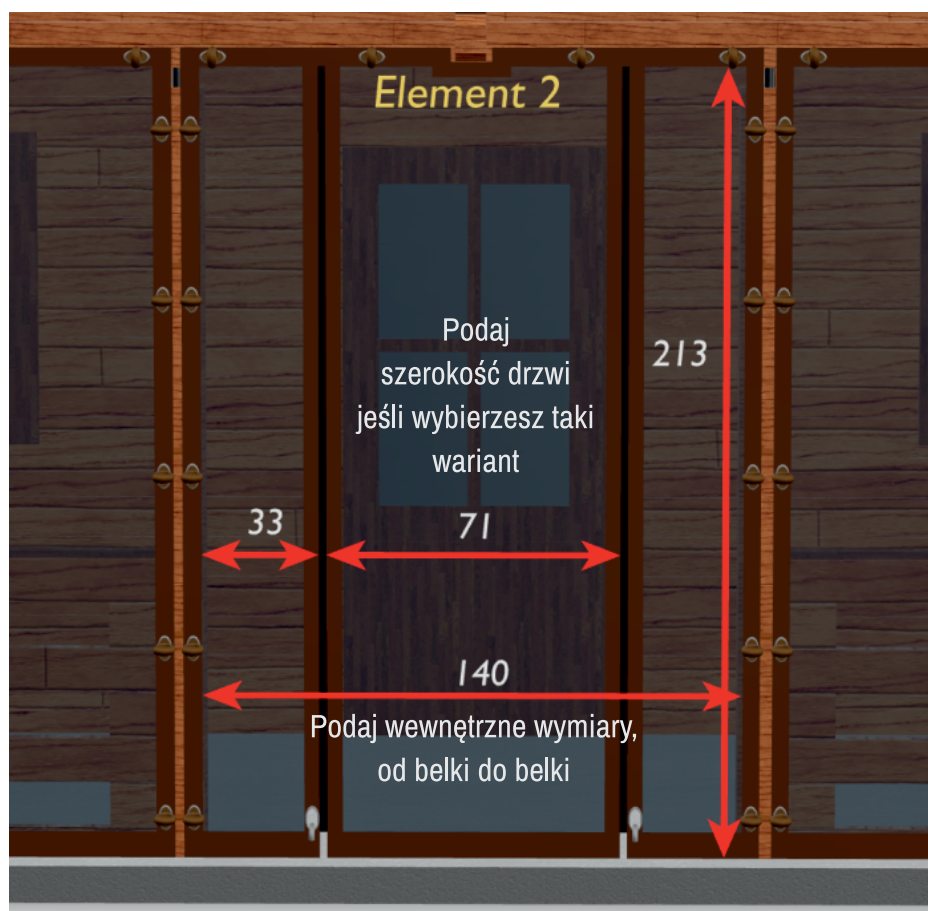 Element 2
Podaj
szerokość drzwi
jeśli wybierzesz taki
wariant
213
33
71
140
Podaj wewnętrzne wymiary,
od belki do belki